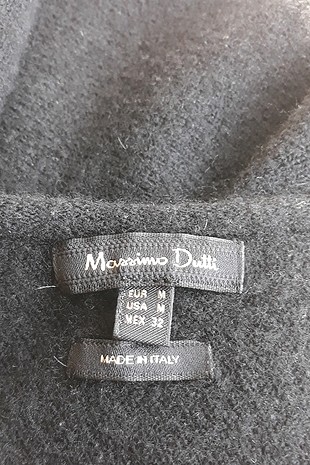 Massimo Dutti
EUR M
USA M
MEX 32
MADE IN ITALY